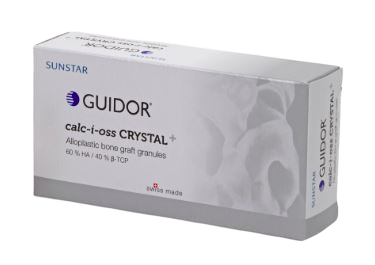 SUNSTAR
GUIDOR®
calc-i-oss CRYSTAL+
Alloplastic bone graft granules
60 % HA / 40 % β-TCP
swiss made
GUIDOR®
calc-i-oss CRYSTAL+
SUNSTAR